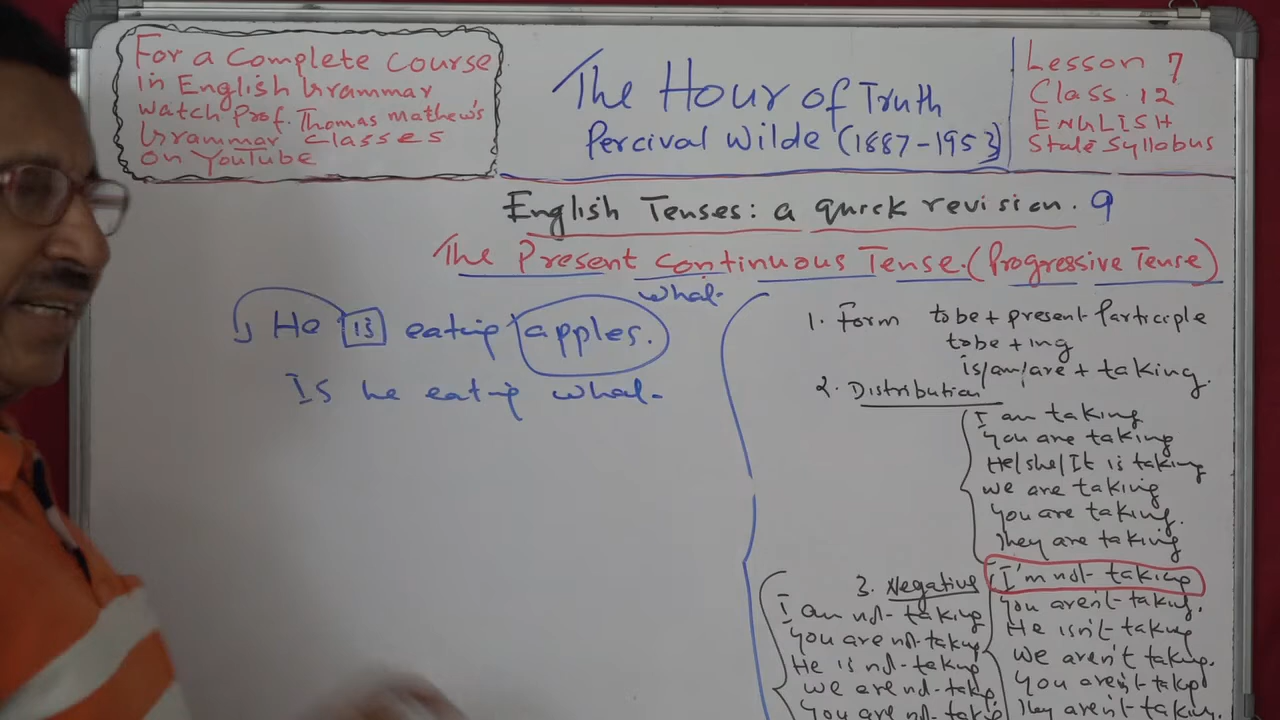 For a Complete Course
in English Grammar
watch Prof. Thomas Mathew's
Grammar Classes
on YouTube
The Hour of Truth
Percival Wilde (1887-1953)
Lesson 7
Class. 12
ENGLISH
State Syllabus
English Tenses: a quick revision. 9
The Present Continuous Tense. (Progressive Tense)
what.
He is eating apples.
Is he eating what.
1. Form to be + present participle
to be + ing
is/am/are + taking.
2. Distribution
I am taking
You are taking
He/she/It is taking
we are taking
You are taking.
They are taking
3. Negative
I am not taking
You are not taking
He is not taking
we are not taking
You are not taking
I'm not taking
You aren't taking.
He isn't taking
we aren't taking.
You aren't taking
They aren't taking.